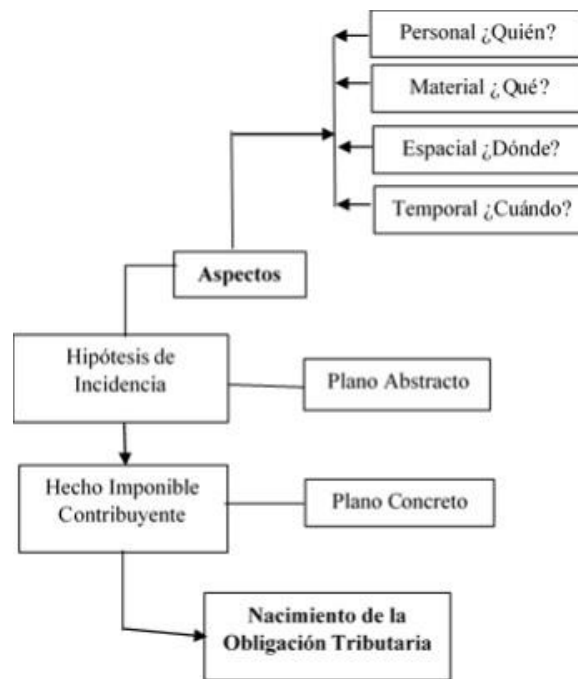 Personal ¿Quién?
Material ¿Qué?
Espacial ¿Dónde?
Temporal ¿Cuándo?
Aspectos
Hipótesis de
Incidencia
Plano Abstracto
Hecho Imponible
Contribuyente
Plano Concreto
Nacimiento de la
Obligación Tributaria